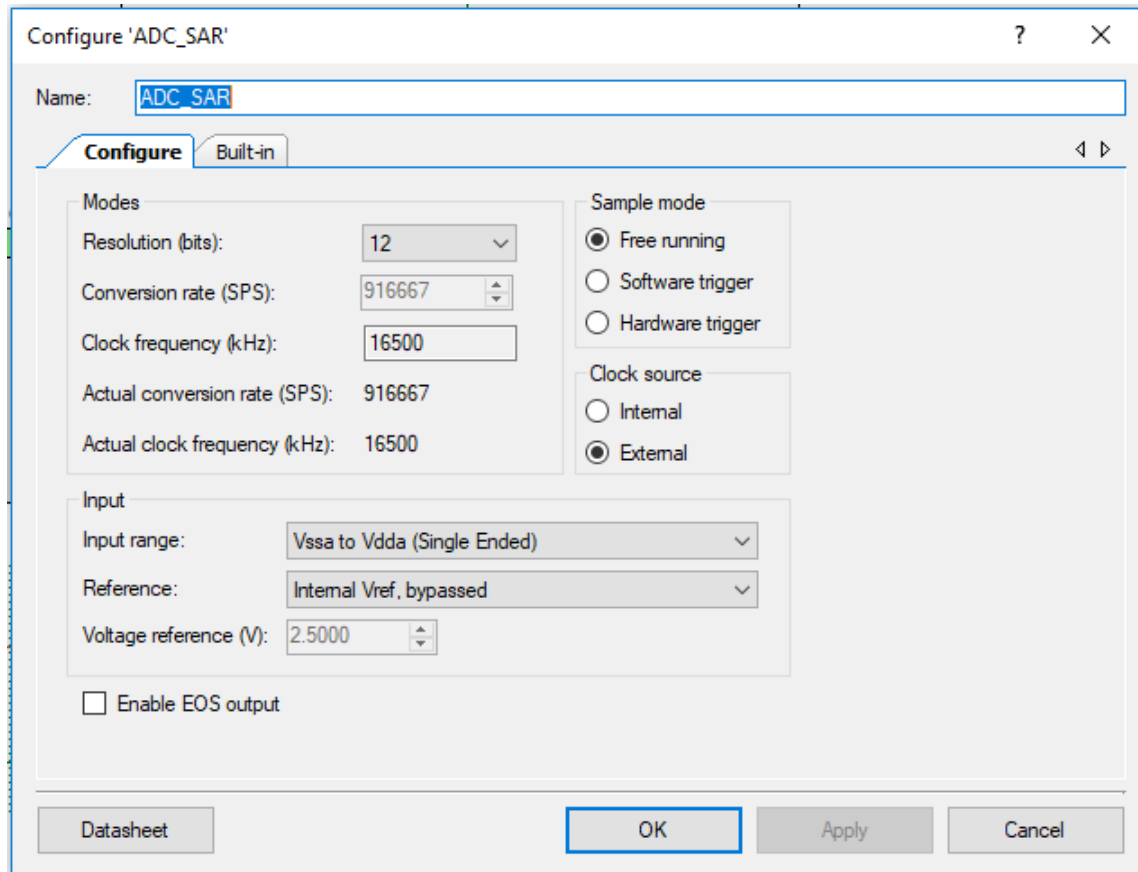 Configure 'ADC_SAR'
?
Name: ADC_SAR
Configure Built-in
Modes
Resolution (bits): 12
Conversion rate (SPS): 916667
Clock frequency (kHz): 16500
Actual conversion rate (SPS): 916667
Actual clock frequency (kHz): 16500
Sample mode
Free running
Software trigger
Hardware trigger
Clock source
Internal
External
Input
Input range: Vssa to Vdda (Single Ended)
Reference: Internal Vref, bypassed
Voltage reference (V): 2.5000
Enable EOS output
Datasheet OK Apply Cancel